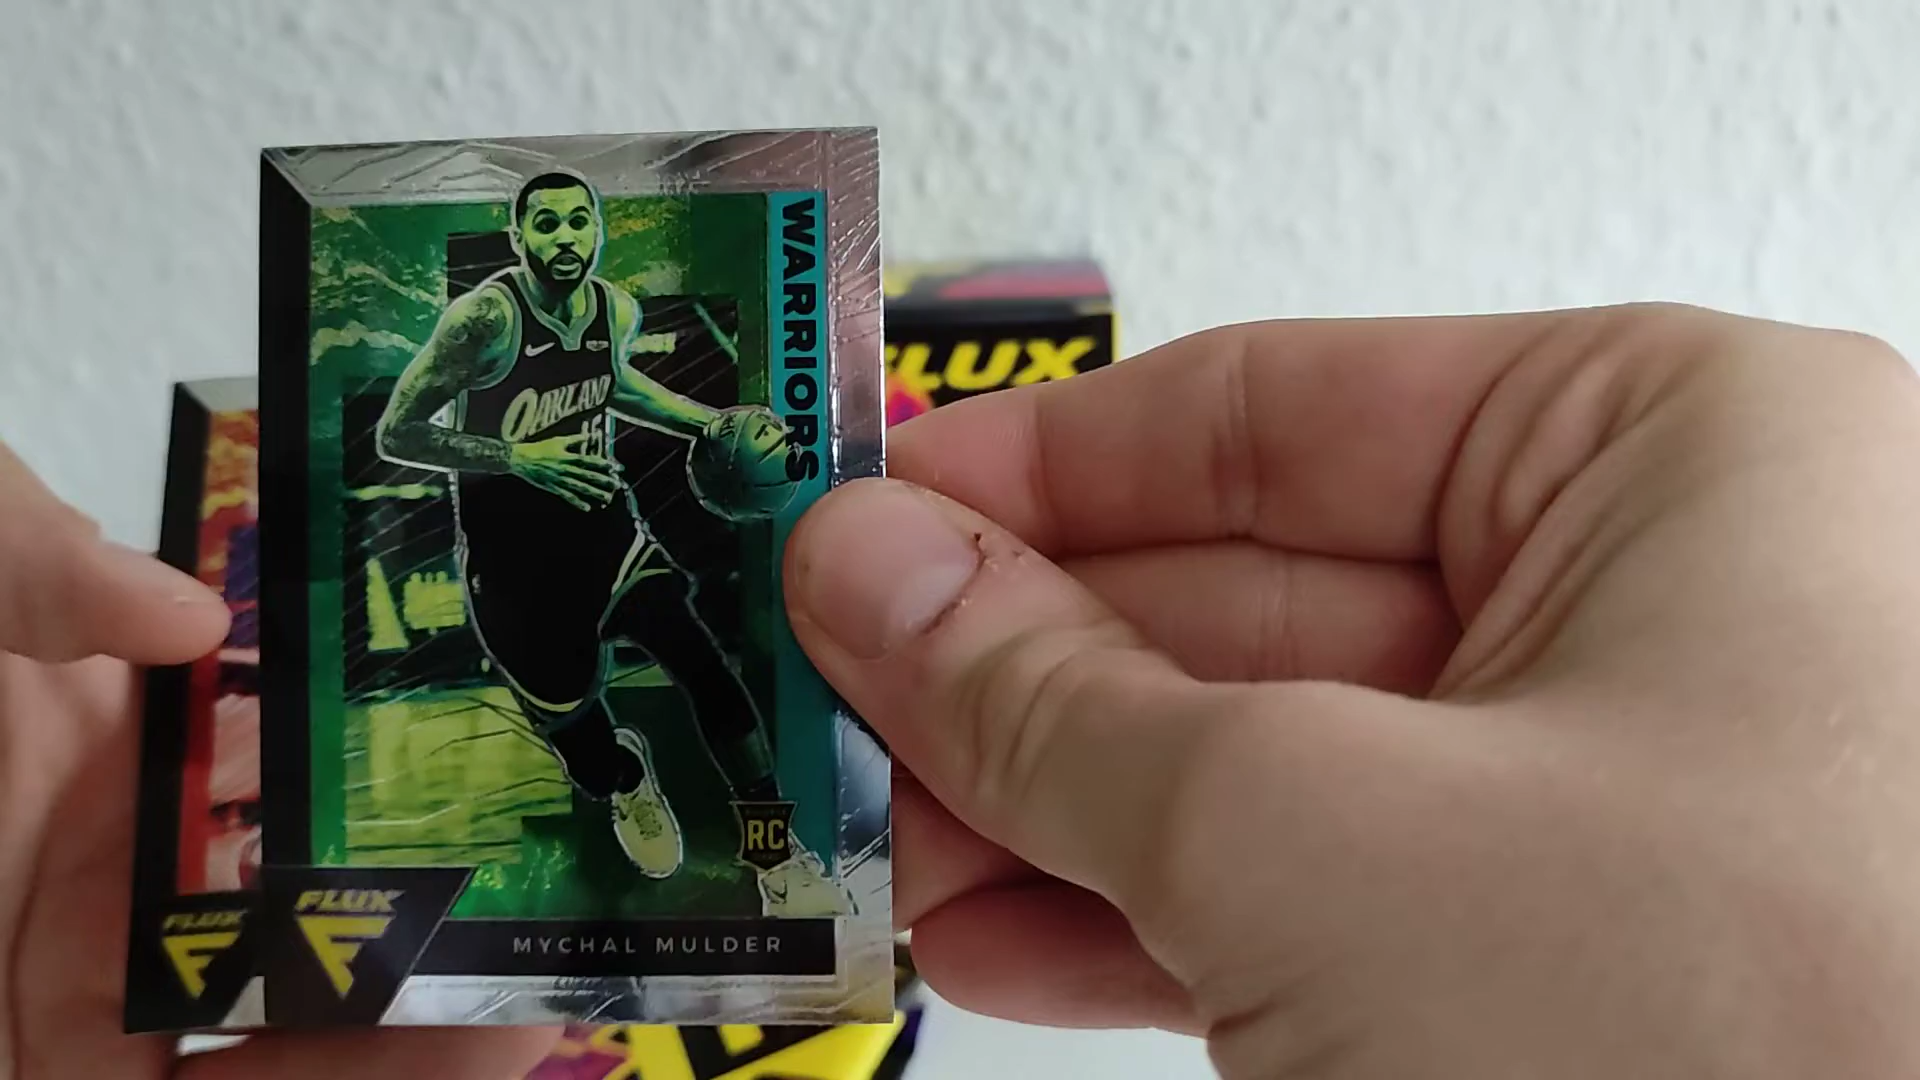 WARRIORS
OAKLAND
15
RC
FLUX
MYCHAL MULDER
FLUX
FLUX